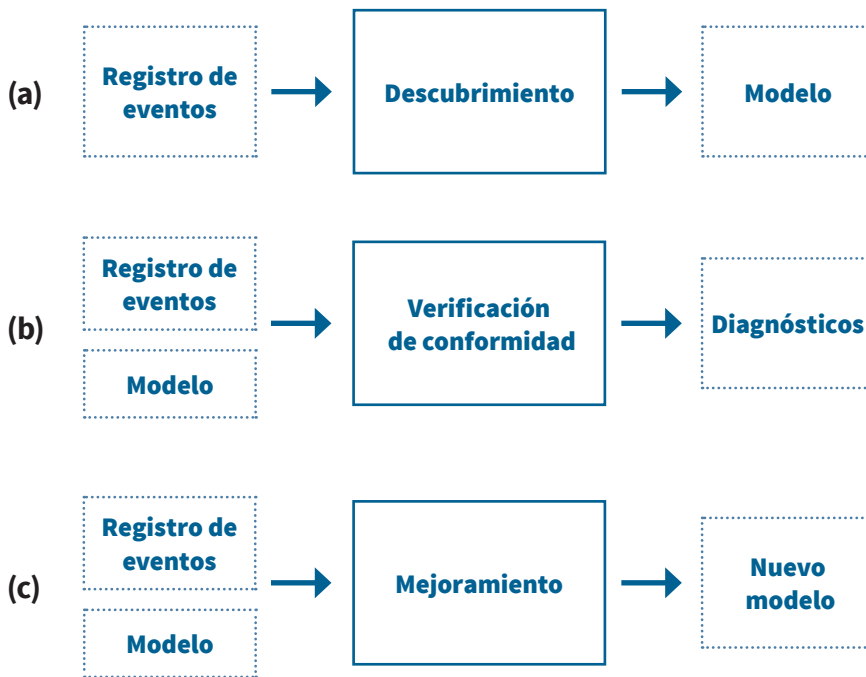 (a)
Registro de
eventos
Descubrimiento
Modelo
(b)
Registro de
eventos
Modelo
Verificación
de conformidad
Diagnósticos
(c)
Registro de
eventos
Modelo
Mejoramiento
Nuevo
modelo